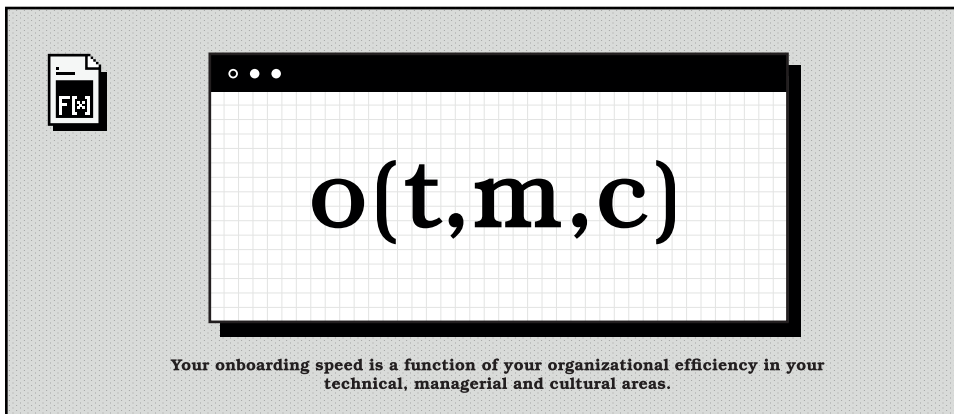 F[x]
o(t,m,c)
Your onboarding speed is a function of your organizational efficiency in your
technical, managerial and cultural areas.